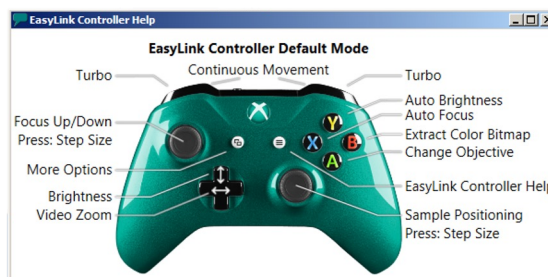 EasyLink Controller Help
EasyLink Controller Default Mode
Continuous Movement
Turbo
Turbo
Focus Up/Down
Press: Step Size
More Options
Brightness
Video Zoom
Auto Brightness
Auto Focus
Extract Color Bitmap
Change Objective
EasyLink Controller Help
Sample Positioning
Press: Step Size
Y
X
B
A